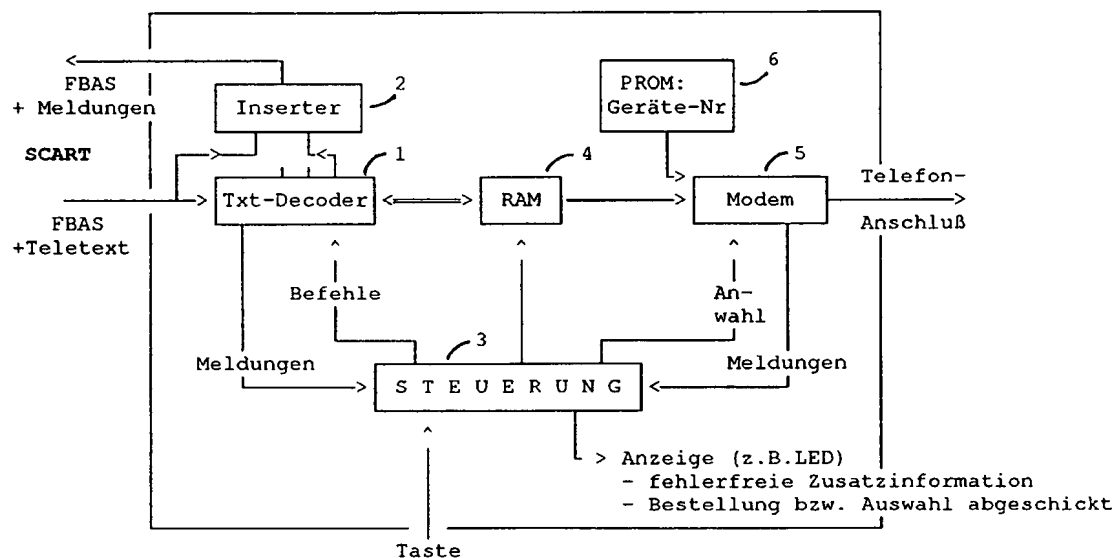 FBAS
+ Meldungen
2
Inserter
6
PROM:
Geräte-Nr
SCART
1
Txt-Decoder
4
RAM
5
Modem
Telefon-
Anschluß
FBAS
+Teletext
Befehle
An-
wahl
Meldungen
3
Meldungen
S T E U E R U N G
Anzeige (z.B.LED)
- fehlerfreie Zusatzinformation
- Bestellung bzw. Auswahl abgeschickt
Taste